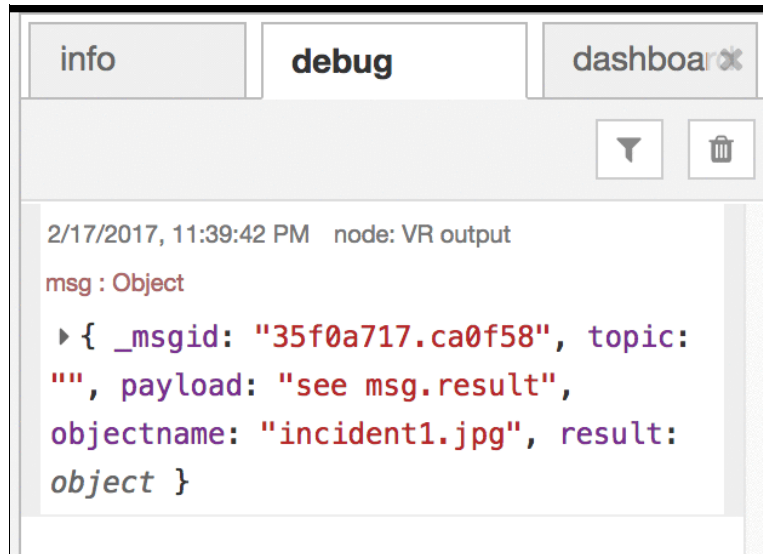 info debug dashboar
2/17/2017, 11:39:42 PM node: VR output
msg : Object
{ _msgid: "35f0a717.ca0f58", topic:
"", payload: "see msg.result",
objectname: "incident1.jpg", result:
object }